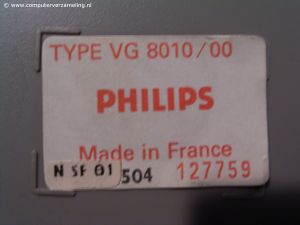 © www.computerverzameling.nl
TYPE VG 8010/00
PHILIPS
Made in France
N SF 01 504 127759